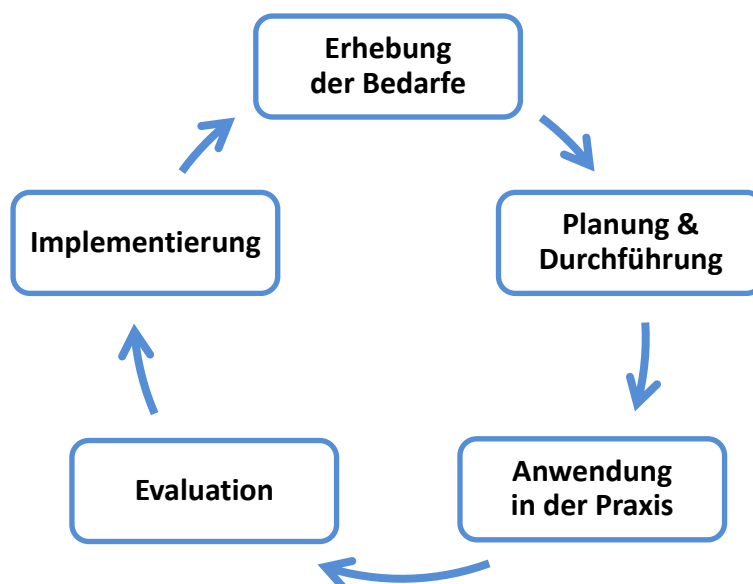 Erhebung
der Bedarfe
Planung &
Durchführung
Anwendung
in der Praxis
Evaluation
Implementierung